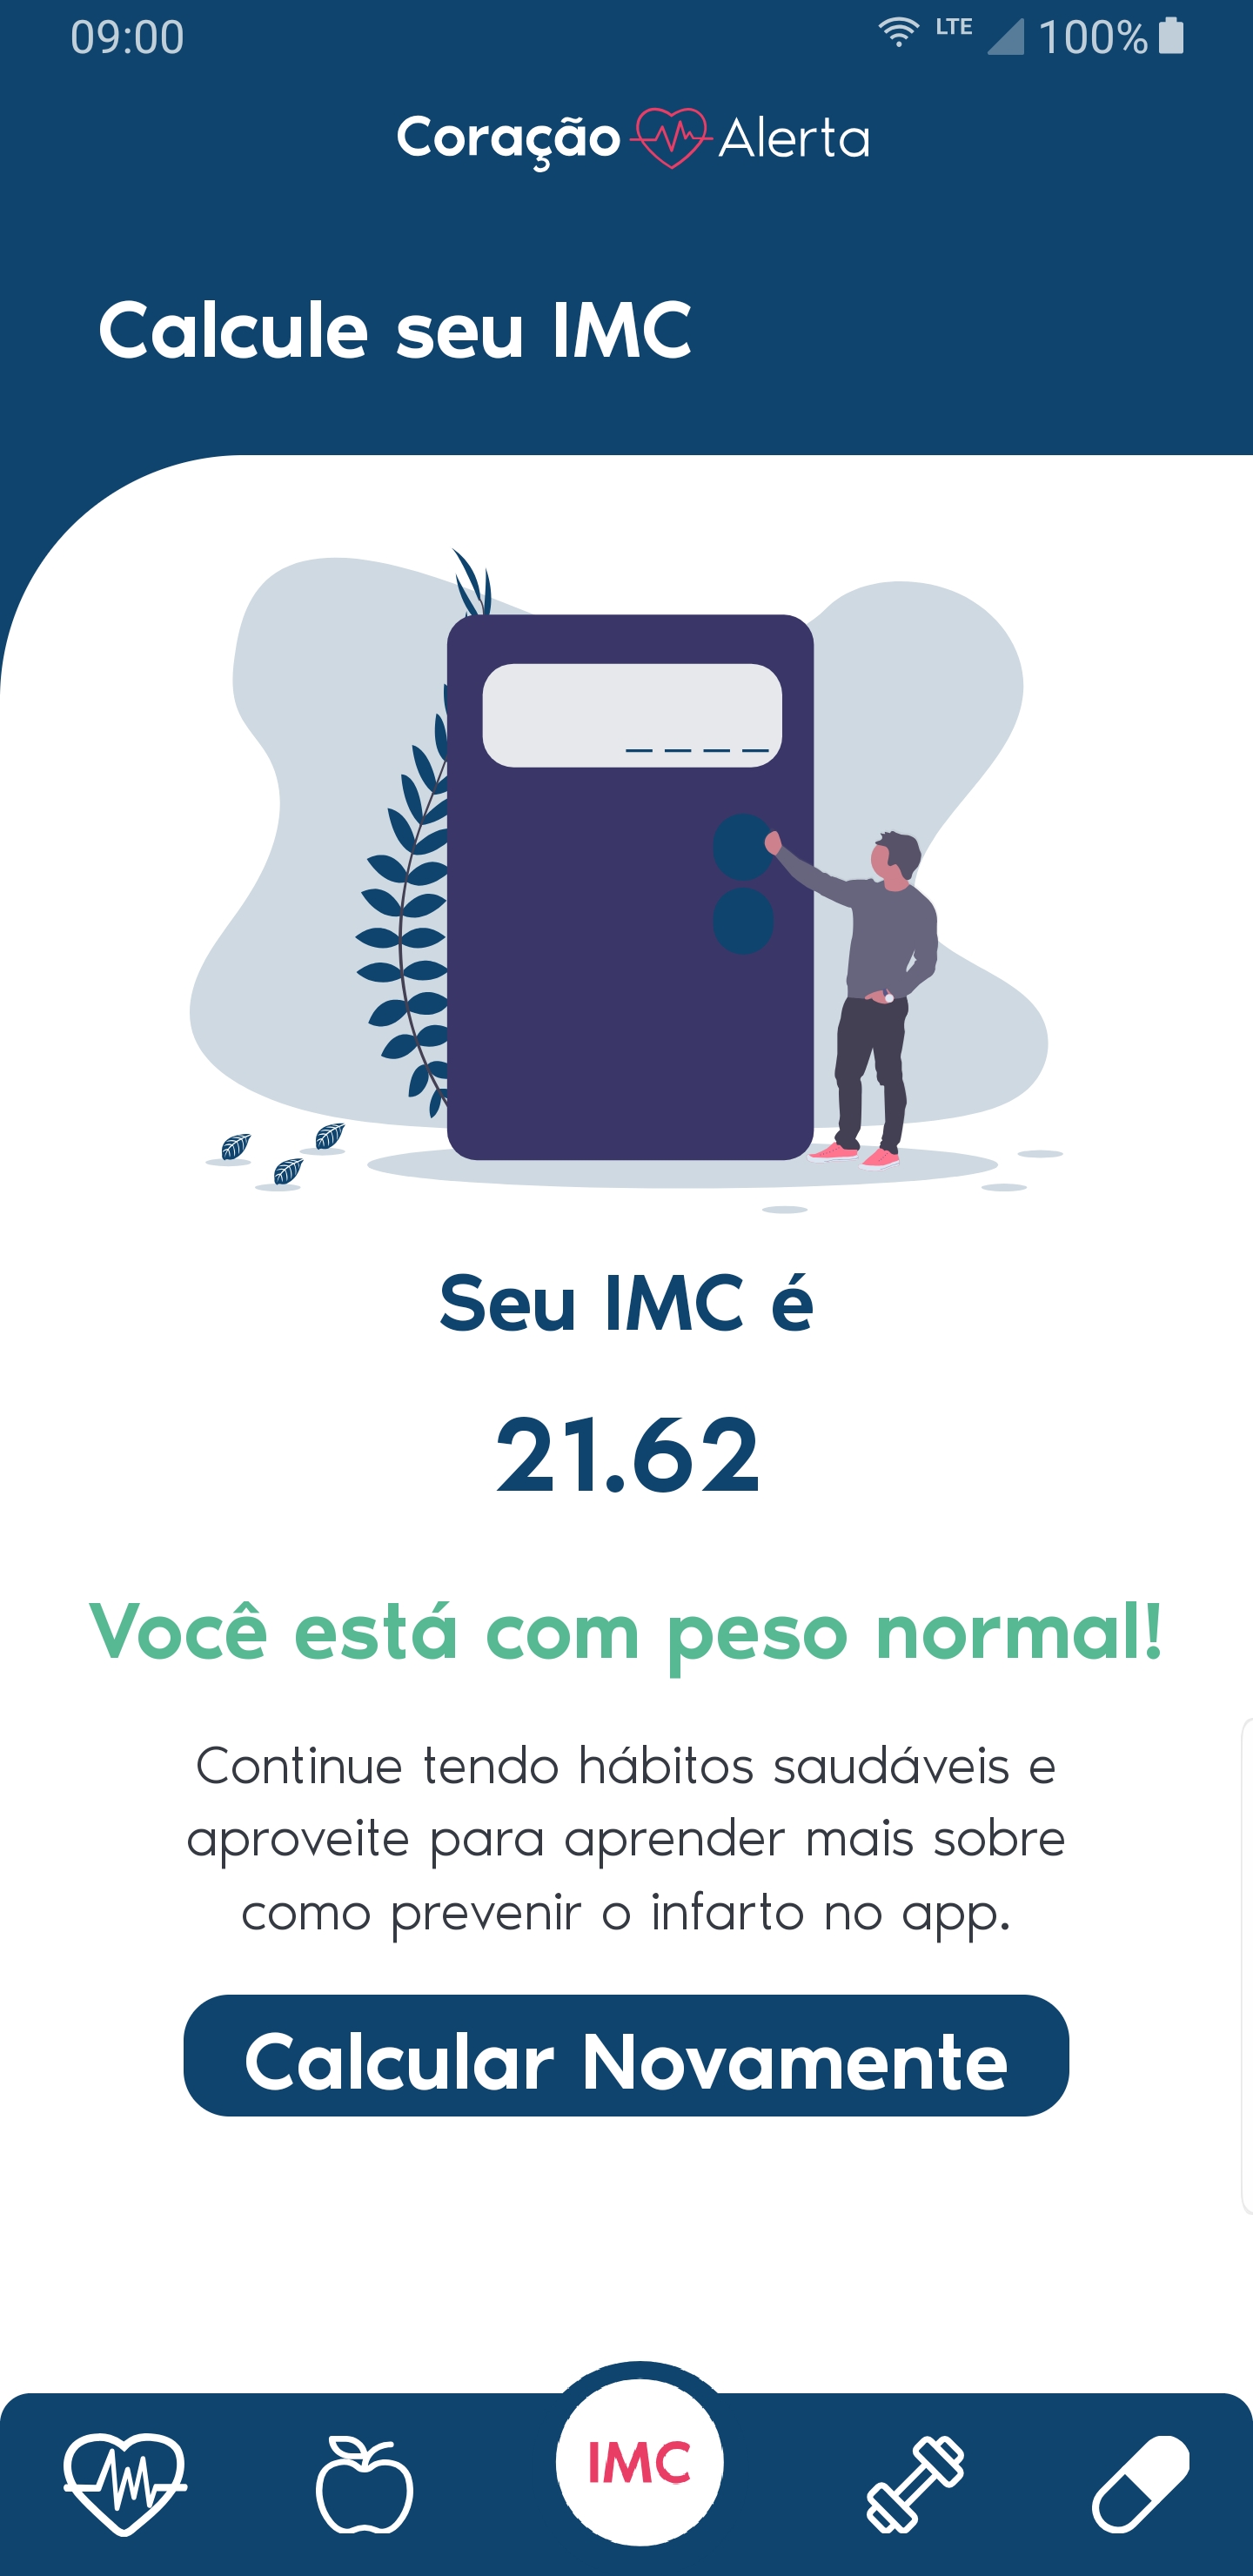 09:00 LTE 100%
Coração Alerta
Calcule seu IMC
Seu IMC é
21.62
Você está com peso normal!
Continue tendo hábitos saudáveis e
aproveite para aprender mais sobre
como prevenir o infarto no app.
Calcular Novamente
IMC